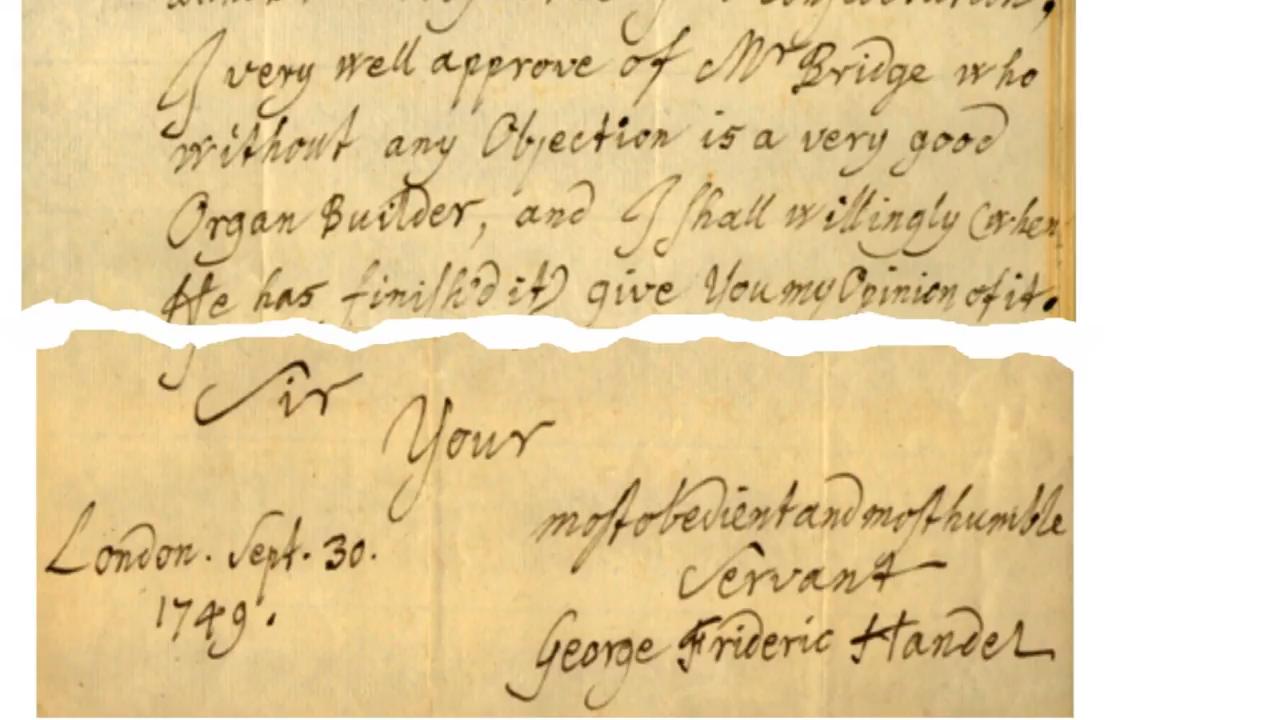 I very well approve of Mr Bridge who
without any Objection is a very good
Organ Builder, and I shall willingly (when
He has finish'd it) give You my Opinion of it.
Sir
Your
London. Sept. 30.
1749.
most obedient and most humble
Servant
George Frideric Handel